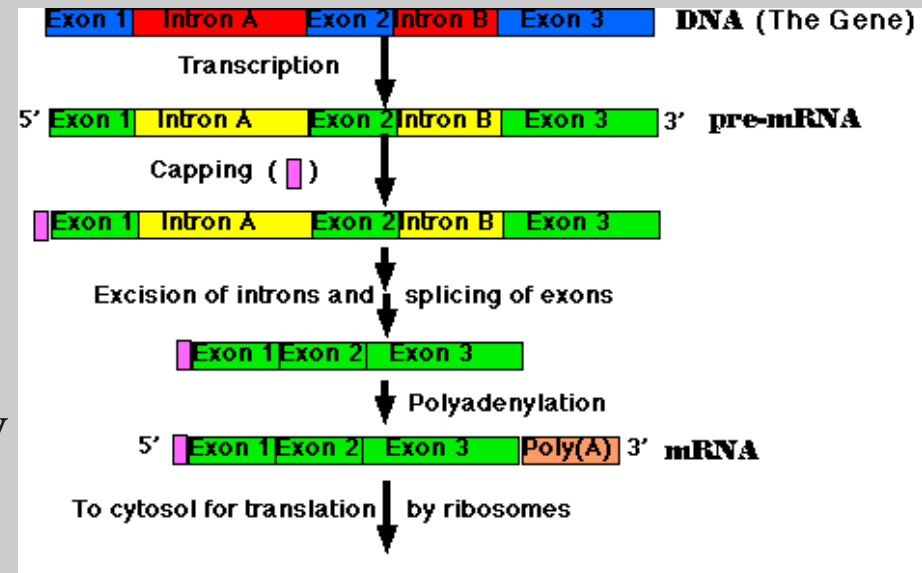 Exon 1 Intron A Exon 2 Intron B Exon 3 DNA (The Gene)
Transcription
5' Exon 1 Intron A Exon 2 Intron B Exon 3 3' pre-mRNA
Capping ( )
Exon 1 Intron A Exon 2 Intron B Exon 3
Excision of introns and splicing of exons
Exon 1 Exon 2 Exon 3
Polyadenylation
y
5' Exon 1 Exon 2 Exon 3 Poly(A) 3' mRNA
To cytosol for translation by ribosomes